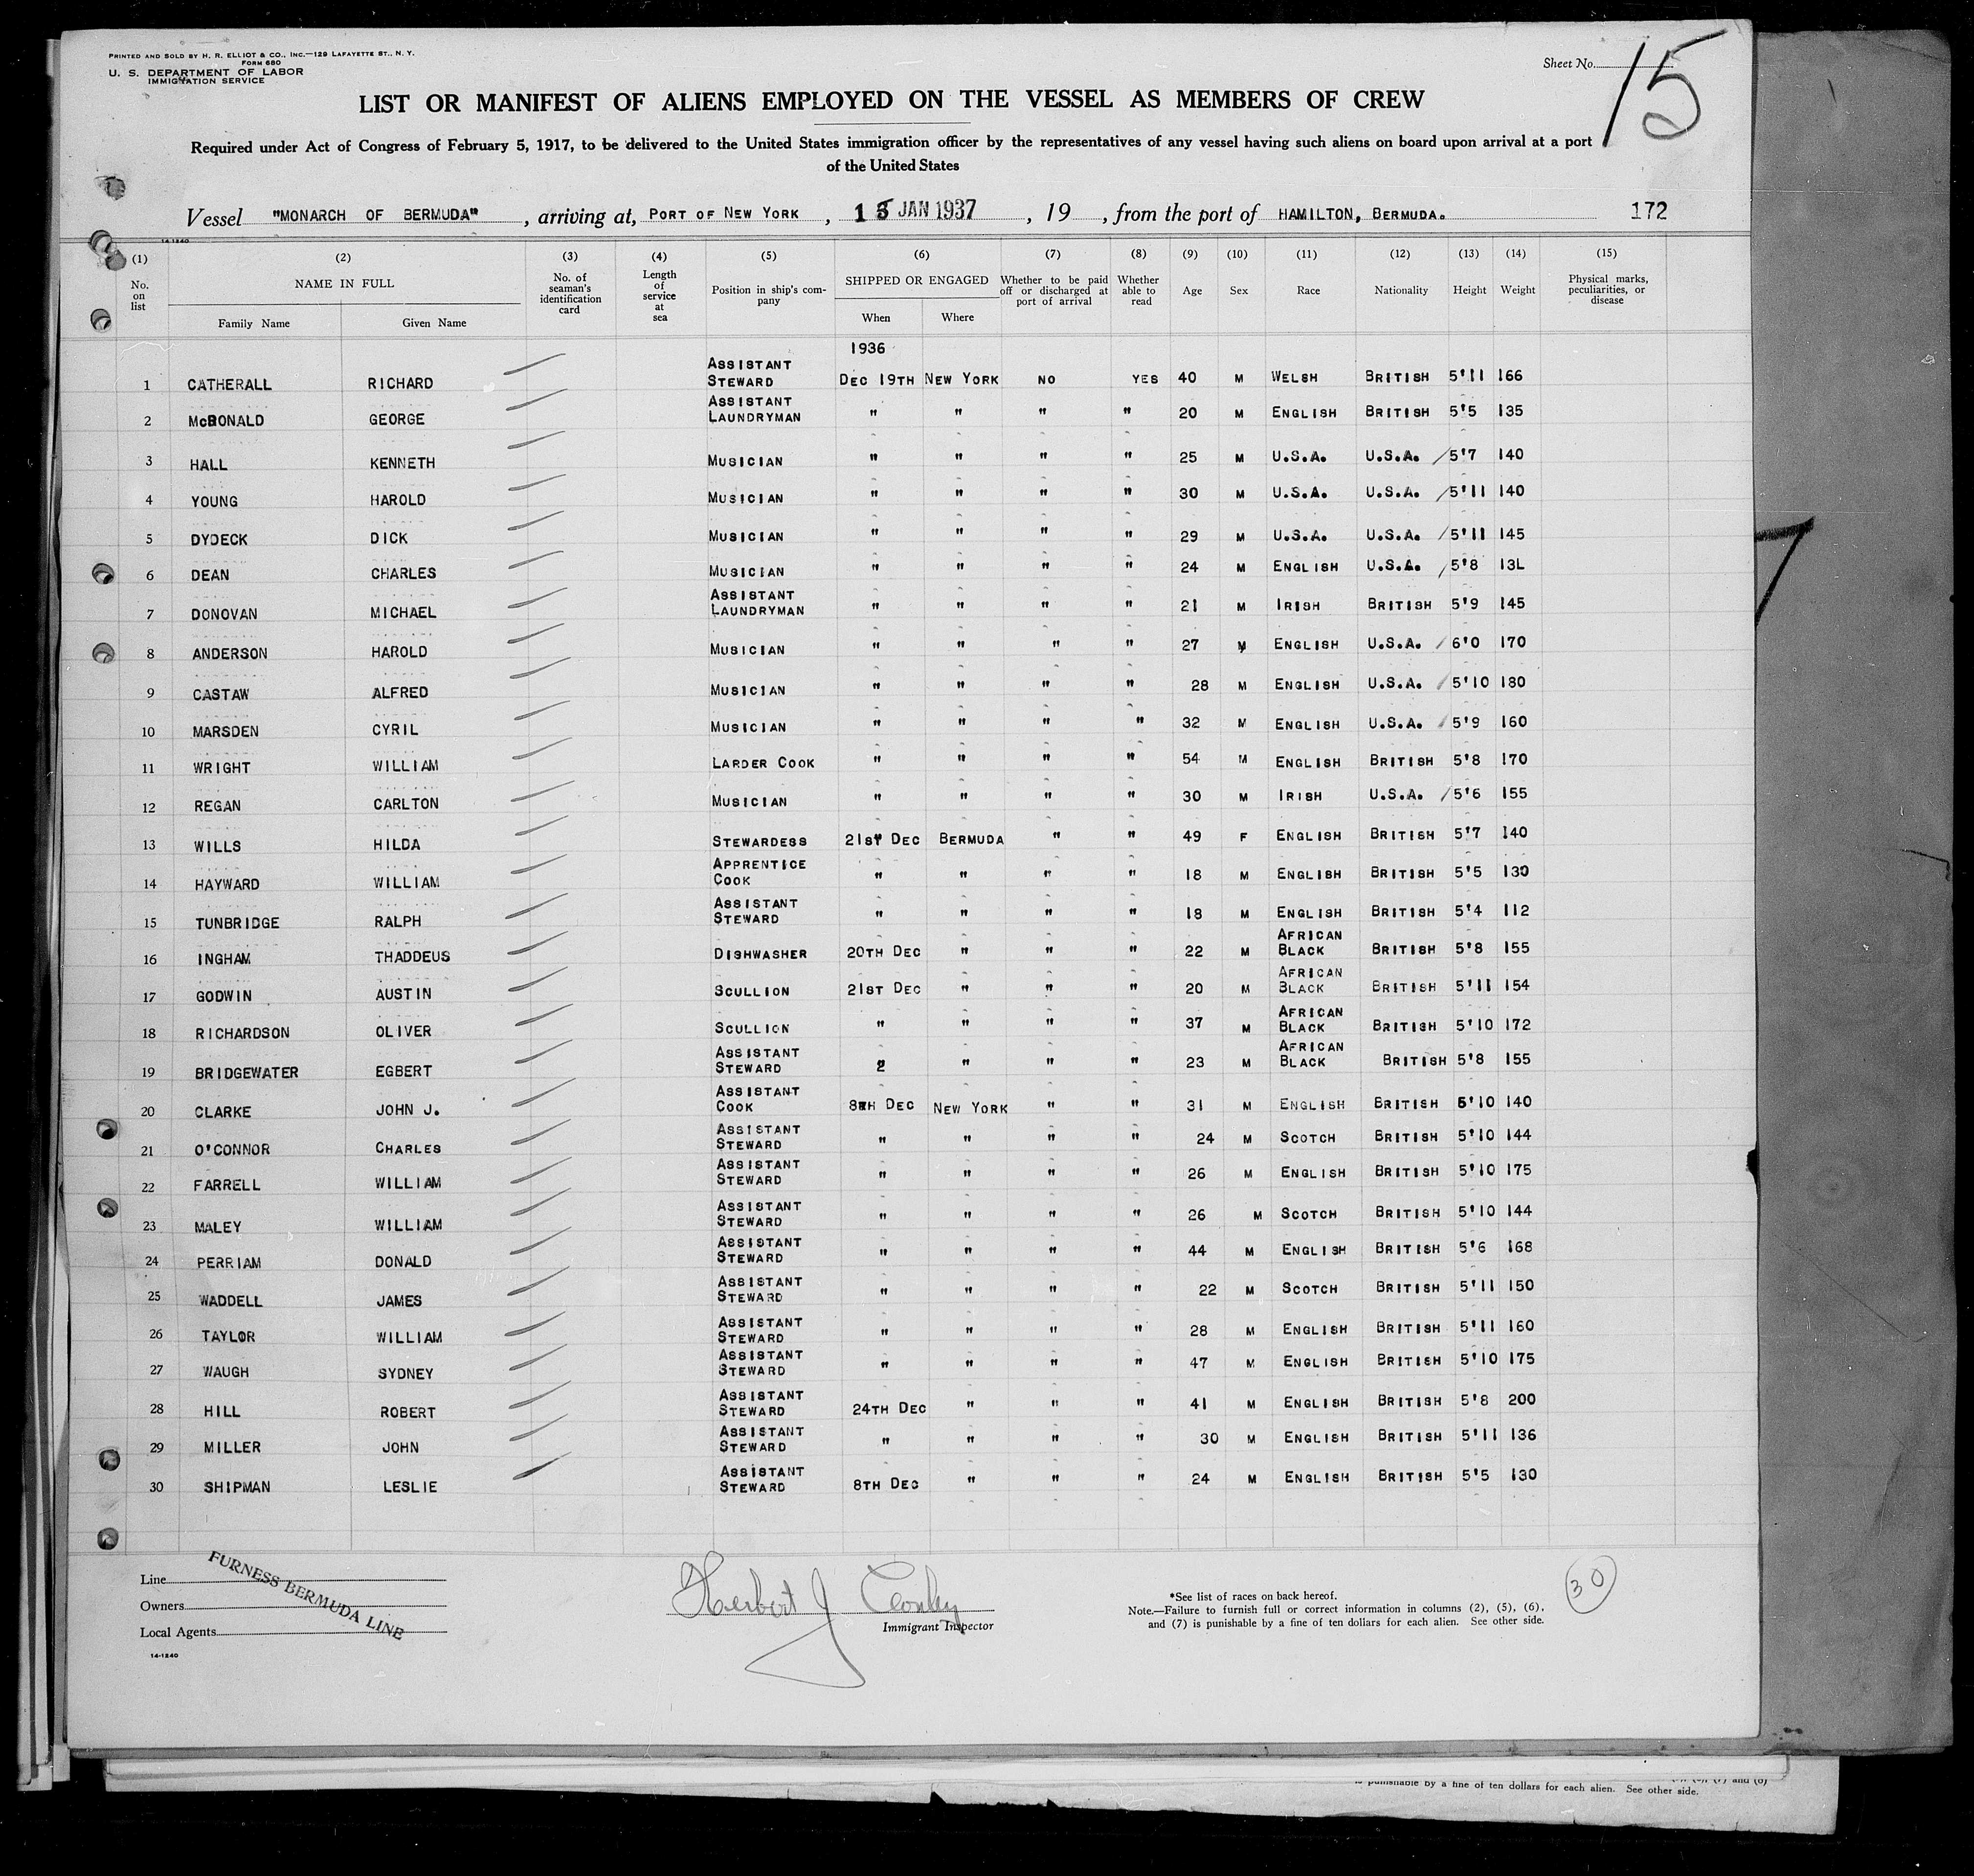 PRINTED AND SOLD BY H. R. ELLIOT & CO., INC.—129 LAFAYETTE ST., N. Y.
FORM 680
U. S. DEPARTMENT OF LABOR
IMMIGRATION SERVICE
Sheet No. 15
LIST OR MANIFEST OF ALIENS EMPLOYED ON THE VESSEL AS MEMBERS OF CREW
Required under Act of Congress of February 5, 1917, to be delivered to the United States immigration officer by the representatives of any vessel having such aliens on board upon arrival at a port
of the United States
Vessel "MONARCH OF BERMUDA", arriving at, PORT OF NEW YORK, 15 JAN 1937, 19 , from the port of HAMILTON, BERMUDA. 172
14-1240
(1) (2) (3) (4) (5) (6) (7) (8) (9) (10) (11) (12) (13) (14) (15)
No. on list NAME IN FULL Family Name Given Name No. of seaman's identification card Length of service at sea Position in ship's company SHIPPED OR ENGAGED When Where Whether to be paid off or discharged at port of arrival Whether able to read Age Sex Race Nationality Height Weight Physical marks, peculiarities, or disease
1936
1 CATHERALL RICHARD ASSISTANT STEWARD DEC 19TH NEW YORK NO YES 40 M WELSH BRITISH 5'11 166
2 McDONALD GEORGE ASSISTANT LAUNDRYMAN " " " " 20 M ENGLISH BRITISH 5'5 135
3 HALL KENNETH MUSICIAN " " " " 25 M U.S.A. U.S.A. 5'7 140
4 YOUNG HAROLD MUSICIAN " " " " 30 M U.S.A. U.S.A. 5'11 140
5 DYDECK DICK MUSICIAN " " " " 29 M U.S.A. U.S.A. 5'11 145
6 DEAN CHARLES MUSICIAN " " " " 24 M ENGLISH U.S.A. 5'8 13L
7 DONOVAN MICHAEL ASSISTANT LAUNDRYMAN " " " " 21 M IRISH BRITISH 5'9 145
8 ANDERSON HAROLD MUSICIAN " " " " 27 M ENGLISH U.S.A. 6'0 170
9 CASTAW ALFRED MUSICIAN " " " " 28 M ENGLISH U.S.A. 5'10 180
10 MARSDEN CYRIL MUSICIAN " " " " 32 M ENGLISH U.S.A. 5'9 160
11 WRIGHT WILLIAM LARDER COOK " " " " 54 M ENGLISH BRITISH 5'8 170
12 REGAN CARLTON MUSICIAN " " " " 30 M IRISH U.S.A. 5'6 155
13 WILLS HILDA STEWARDESS 21ST DEC BERMUDA " " 49 F ENGLISH BRITISH 5'7 140
14 HAYWARD WILLIAM APPRENTICE COOK " " " " 18 M ENGLISH BRITISH 5'5 130
15 TUNBRIDGE RALPH ASSISTANT STEWARD " " " " 18 M ENGLISH BRITISH 5'4 112
16 INGHAM THADDEUS DISHWASHER 20TH DEC " " " 22 M AFRICAN BLACK BRITISH 5'8 155
17 GODWIN AUSTIN SCULLION 21ST DEC " " " 20 M AFRICAN BLACK BRITISH 5'11 154
18 RICHARDSON OLIVER SCULLION " " " " 37 M AFRICAN BLACK BRITISH 5'10 172
19 BRIDGEWATER EGBERT ASSISTANT STEWARD 2 " " " 23 M AFRICAN BLACK BRITISH 5'8 155
20 CLARKE JOHN J. ASSISTANT COOK 8TH DEC NEW YORK " " 31 M ENGLISH BRITISH 5'10 140
21 O'CONNOR CHARLES ASSISTANT STEWARD " " " " 24 M SCOTCH BRITISH 5'10 144
22 FARRELL WILLIAM ASSISTANT STEWARD " " " " 26 M ENGLISH BRITISH 5'10 175
23 MALEY WILLIAM ASSISTANT STEWARD " " " " 26 M SCOTCH BRITISH 5'10 144
24 PERRIAM DONALD ASSISTANT STEWARD " " " " 44 M ENGLISH BRITISH 5'6 168
25 WADDELL JAMES ASSISTANT STEWARD " " " " 22 M SCOTCH BRITISH 5'11 150
26 TAYLOR WILLIAM ASSISTANT STEWARD " " " " 28 M ENGLISH BRITISH 5'11 160
27 WAUGH SYDNEY ASSISTANT STEWARD " " " " 47 M ENGLISH BRITISH 5'10 175
28 HILL ROBERT ASSISTANT STEWARD 24TH DEC " " " 41 M ENGLISH BRITISH 5'8 200
29 MILLER JOHN ASSISTANT STEWARD " " " " 30 M ENGLISH BRITISH 5'11 136
30 SHIPMAN LESLIE ASSISTANT STEWARD 8TH DEC " " " 24 M ENGLISH BRITISH 5'5 130
Line
Owners
Local Agents
FURNESS BERMUDA LINE
14-1240
Herbert J
Immigrant Inspector
*See list of races on back hereof.
Note.—Failure to furnish full or correct information in columns (2), (5), (6),
and (7) is punishable by a fine of ten dollars for each alien. See other side.
30
is punishable by a fine of ten dollars for each alien. See other side.